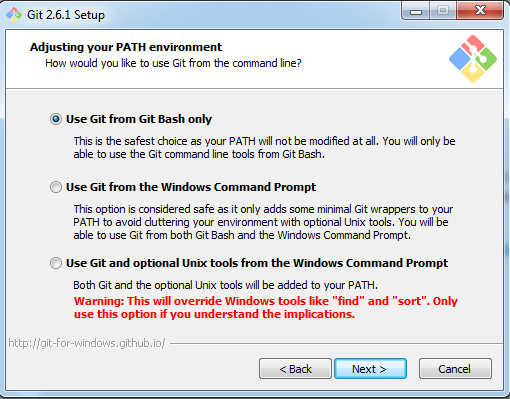 Git 2.6.1 Setup
Adjusting your PATH environment
How would you like to use Git from the command line?
Use Git from Git Bash only
This is the safest choice as your PATH will not be modified at all. You will only be
able to use the Git command line tools from Git Bash.
Use Git from the Windows Command Prompt
This option is considered safe as it only adds some minimal Git wrappers to your
PATH to avoid cluttering your environment with optional Unix tools. You will be
able to use Git from both Git Bash and the Windows Command Prompt.
Use Git and optional Unix tools from the Windows Command Prompt
Both Git and the optional Unix tools will be added to your PATH.
Warning: This will override Windows tools like "find" and "sort". Only
use this option if you understand the implications.
http://git-for-windows.github.io/
< Back Next > Cancel